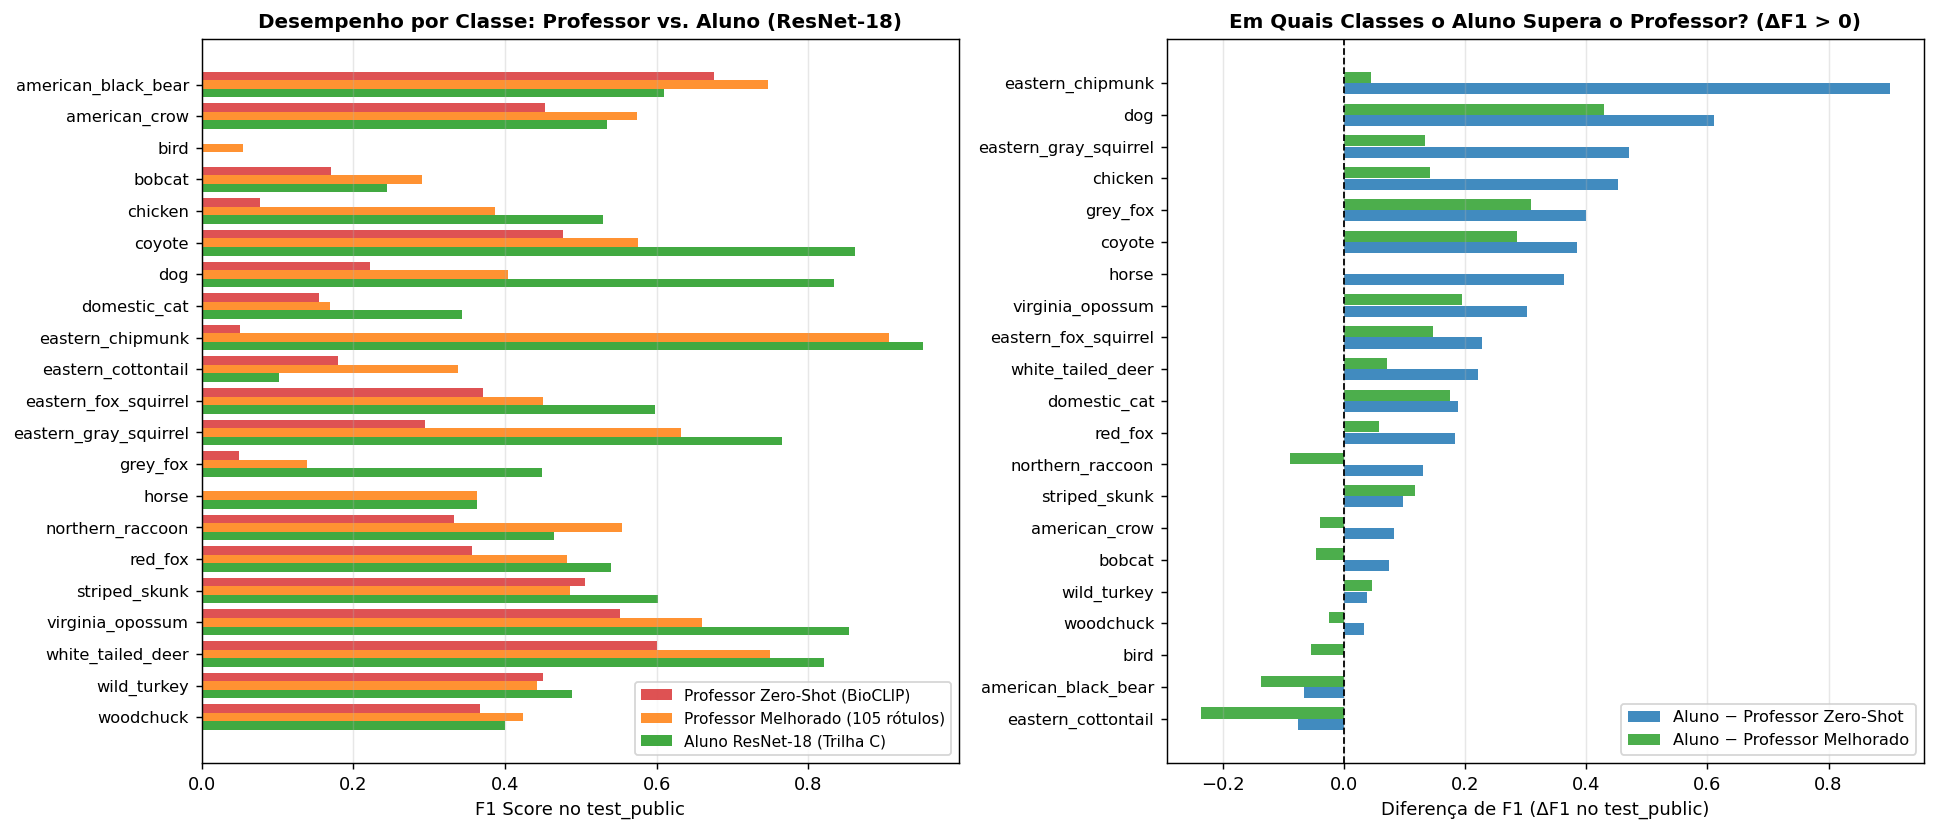 Desempenho por Classe: Professor vs. Aluno (ResNet-18)
american_black_bear
american_crow
bird
bobcat
chicken
coyote
dog
domestic_cat
eastern_chipmunk
eastern_cottontail
eastern_fox_squirrel
eastern_gray_squirrel
grey_fox
horse
northern_raccoon
red_fox
striped_skunk
virginia_opossum
white_tailed_deer
wild_turkey
woodchuck
Professor Zero-Shot (BioCLIP)
Professor Melhorado (105 rótulos)
Aluno ResNet-18 (Trilha C)
0.0 0.2 0.4 0.6 0.8
F1 Score no test_public
Em Quais Classes o Aluno Supera o Professor? (ΔF1 > 0)
eastern_chipmunk
dog
eastern_gray_squirrel
chicken
grey_fox
coyote
horse
virginia_opossum
eastern_fox_squirrel
white_tailed_deer
domestic_cat
red_fox
northern_raccoon
striped_skunk
american_crow
bobcat
wild_turkey
woodchuck
bird
american_black_bear
eastern_cottontail
Aluno − Professor Zero-Shot
Aluno − Professor Melhorado
−0.2 0.0 0.2 0.4 0.6 0.8
Diferença de F1 (ΔF1 no test_public)